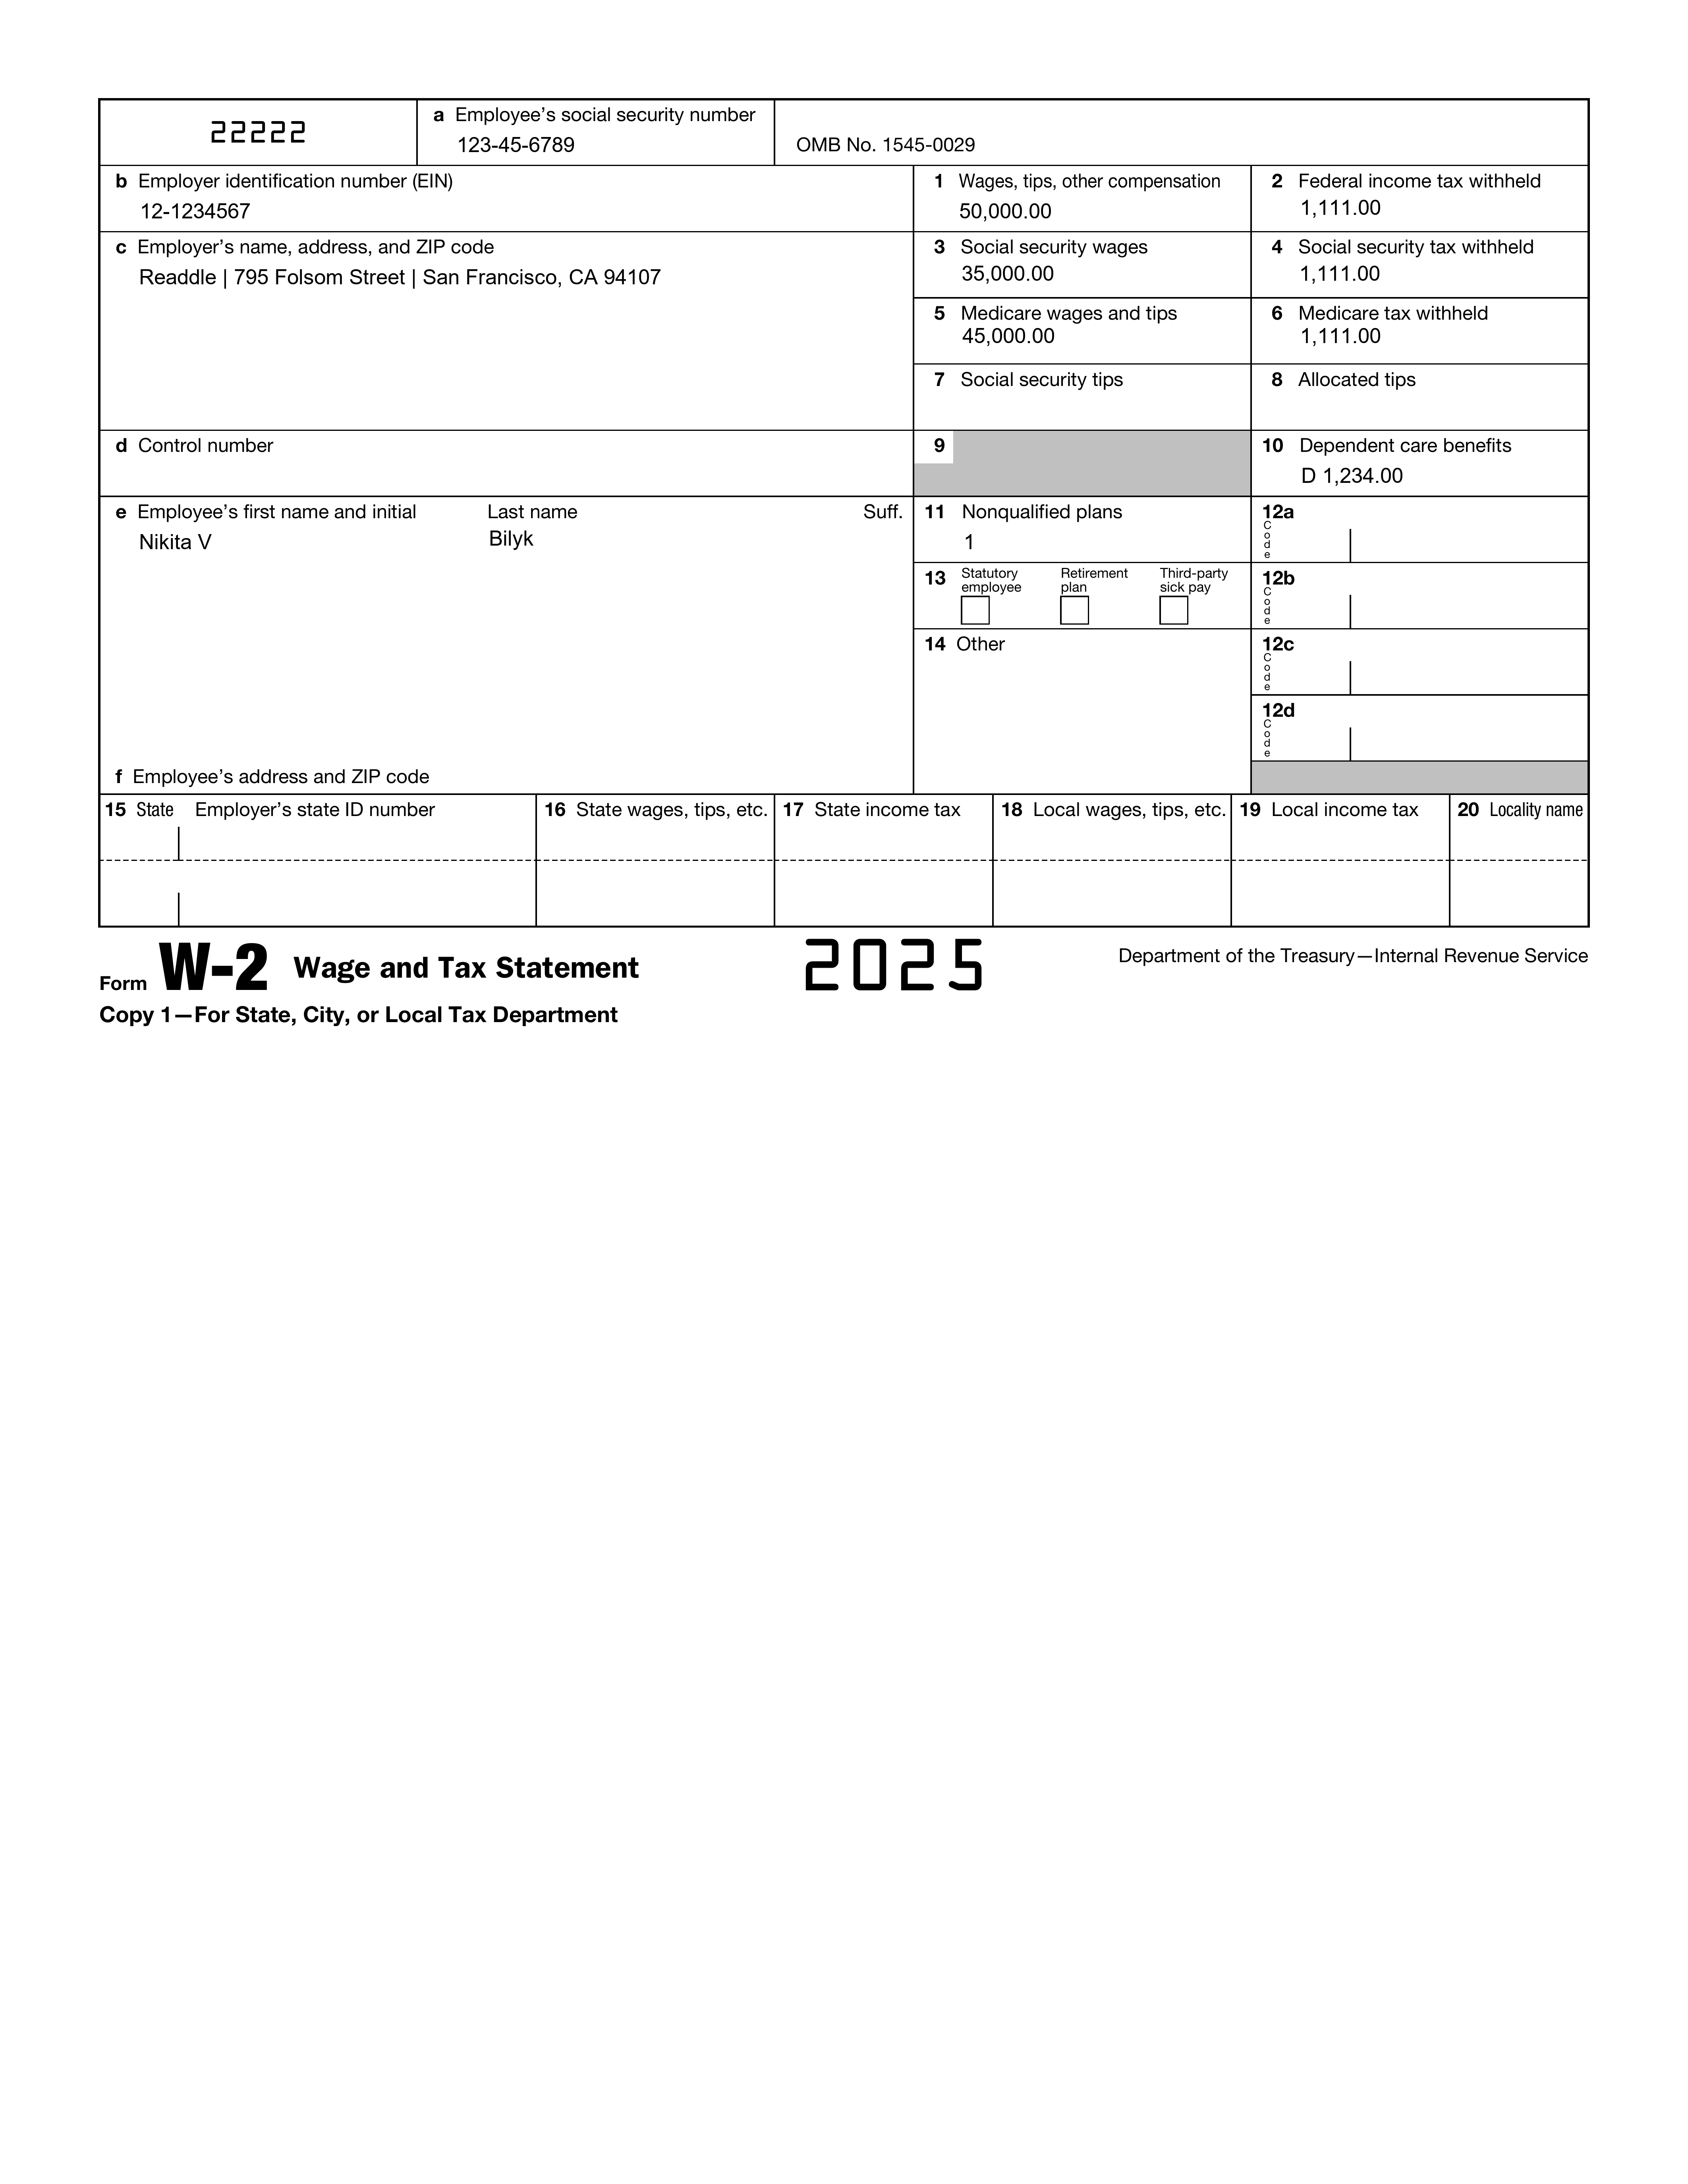 22222
a Employee's social security number
123-45-6789
OMB No. 1545-0029
b Employer identification number (EIN)
12-1234567
1 Wages, tips, other compensation
50,000.00
2 Federal income tax withheld
1,111.00
c Employer's name, address, and ZIP code
Readdle | 795 Folsom Street | San Francisco, CA 94107
3 Social security wages
35,000.00
4 Social security tax withheld
1,111.00
5 Medicare wages and tips
45,000.00
6 Medicare tax withheld
1,111.00
7 Social security tips
8 Allocated tips
d Control number
9
10 Dependent care benefits
D 1,234.00
e Employee's first name and initial
Nikita V
Last name
Bilyk
Suff.
11 Nonqualified plans
1
12a
Code
13
Statutory
employee
Retirement
plan
Third-party
sick pay
12b
Code
14 Other
12c
Code
12d
Code
f Employee's address and ZIP code
15 State
Employer's state ID number
16 State wages, tips, etc.
17 State income tax
18 Local wages, tips, etc.
19 Local income tax
20 Locality name
Form W-2 Wage and Tax Statement
2025
Department of the Treasury—Internal Revenue Service
Copy 1—For State, City, or Local Tax Department